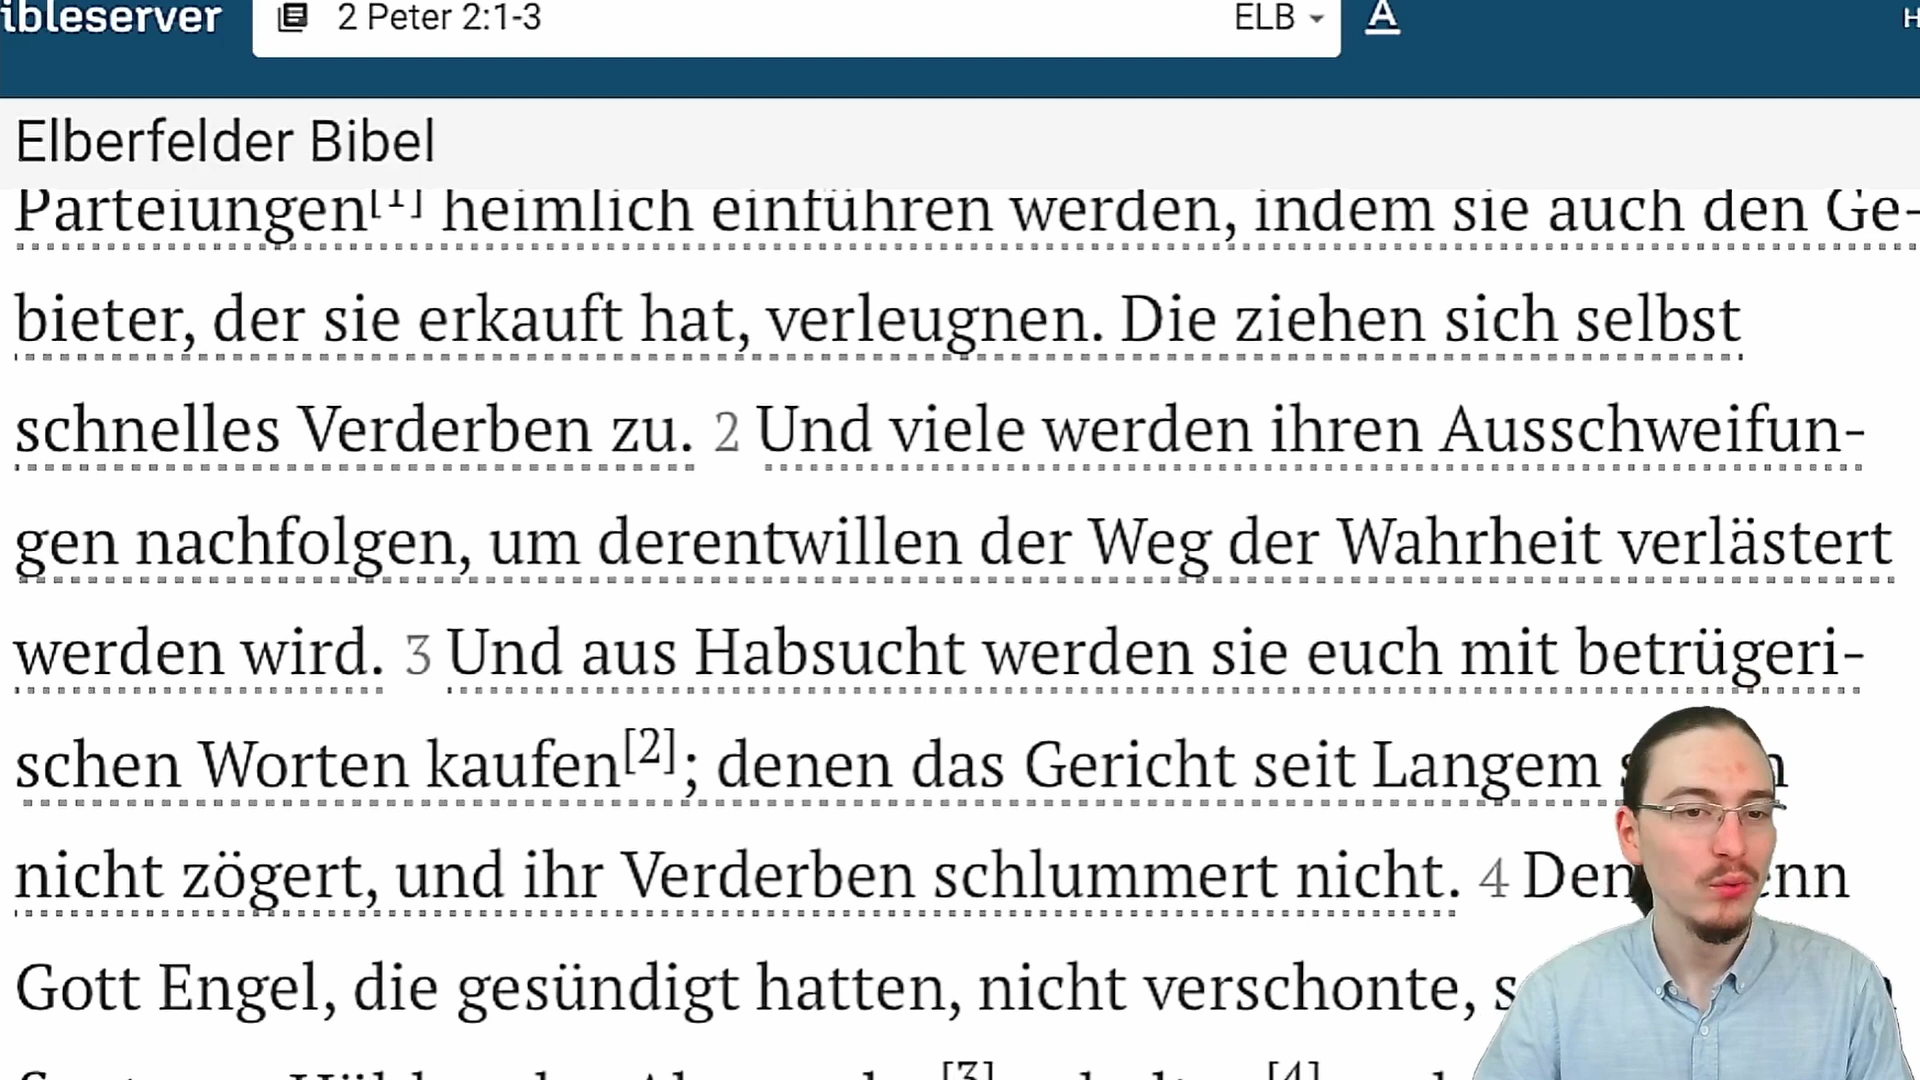 ibleserver
2 Peter 2:1-3
ELB
A
H
Elberfelder Bibel
Parteiungen[1] heimlich einführen werden, indem sie auch den Ge-
bieter, der sie erkauft hat, verleugnen. Die ziehen sich selbst
schnelles Verderben zu. 2 Und viele werden ihren Ausschweifun-
gen nachfolgen, um derentwillen der Weg der Wahrheit verlästert
werden wird. 3 Und aus Habsucht werden sie euch mit betrügeri-
schen Worten kaufen[2]; denen das Gericht seit Langem
nicht zögert, und ihr Verderben schlummert nicht. 4
Gott Engel, die gesündigt hatten, nicht verschonte,
[3] [4]